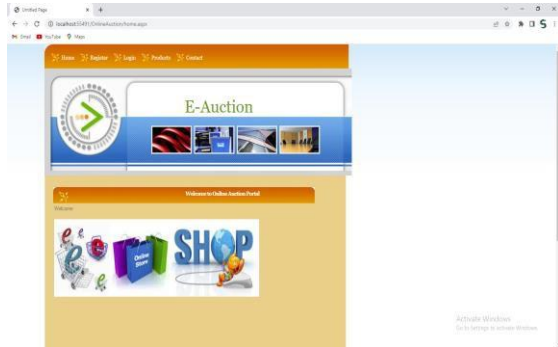 Untitled Page
localhost:55491/OnlineAuction/home.aspx
Gmail YouTube Maps
Home Register Login Products Contact
E-Auction
Welcome to Online Auction Portal
Welcome
Online Store
SHOP
Activate Windows
Go to Settings to activate Windows.